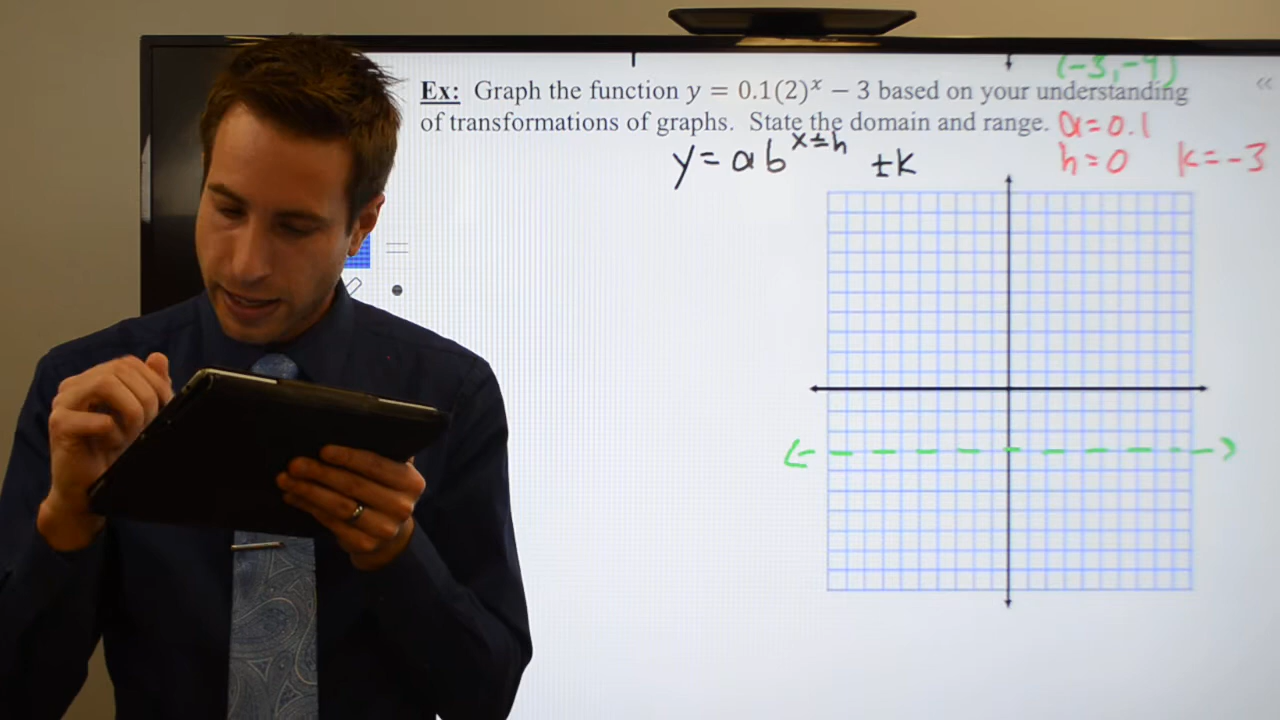 (-3,-4)
Ex: Graph the function y = 0.1(2)ˣ − 3 based on your understanding
of transformations of graphs. State the domain and range. a=0.1
y=ab^x±h ±k h=0 k=-3